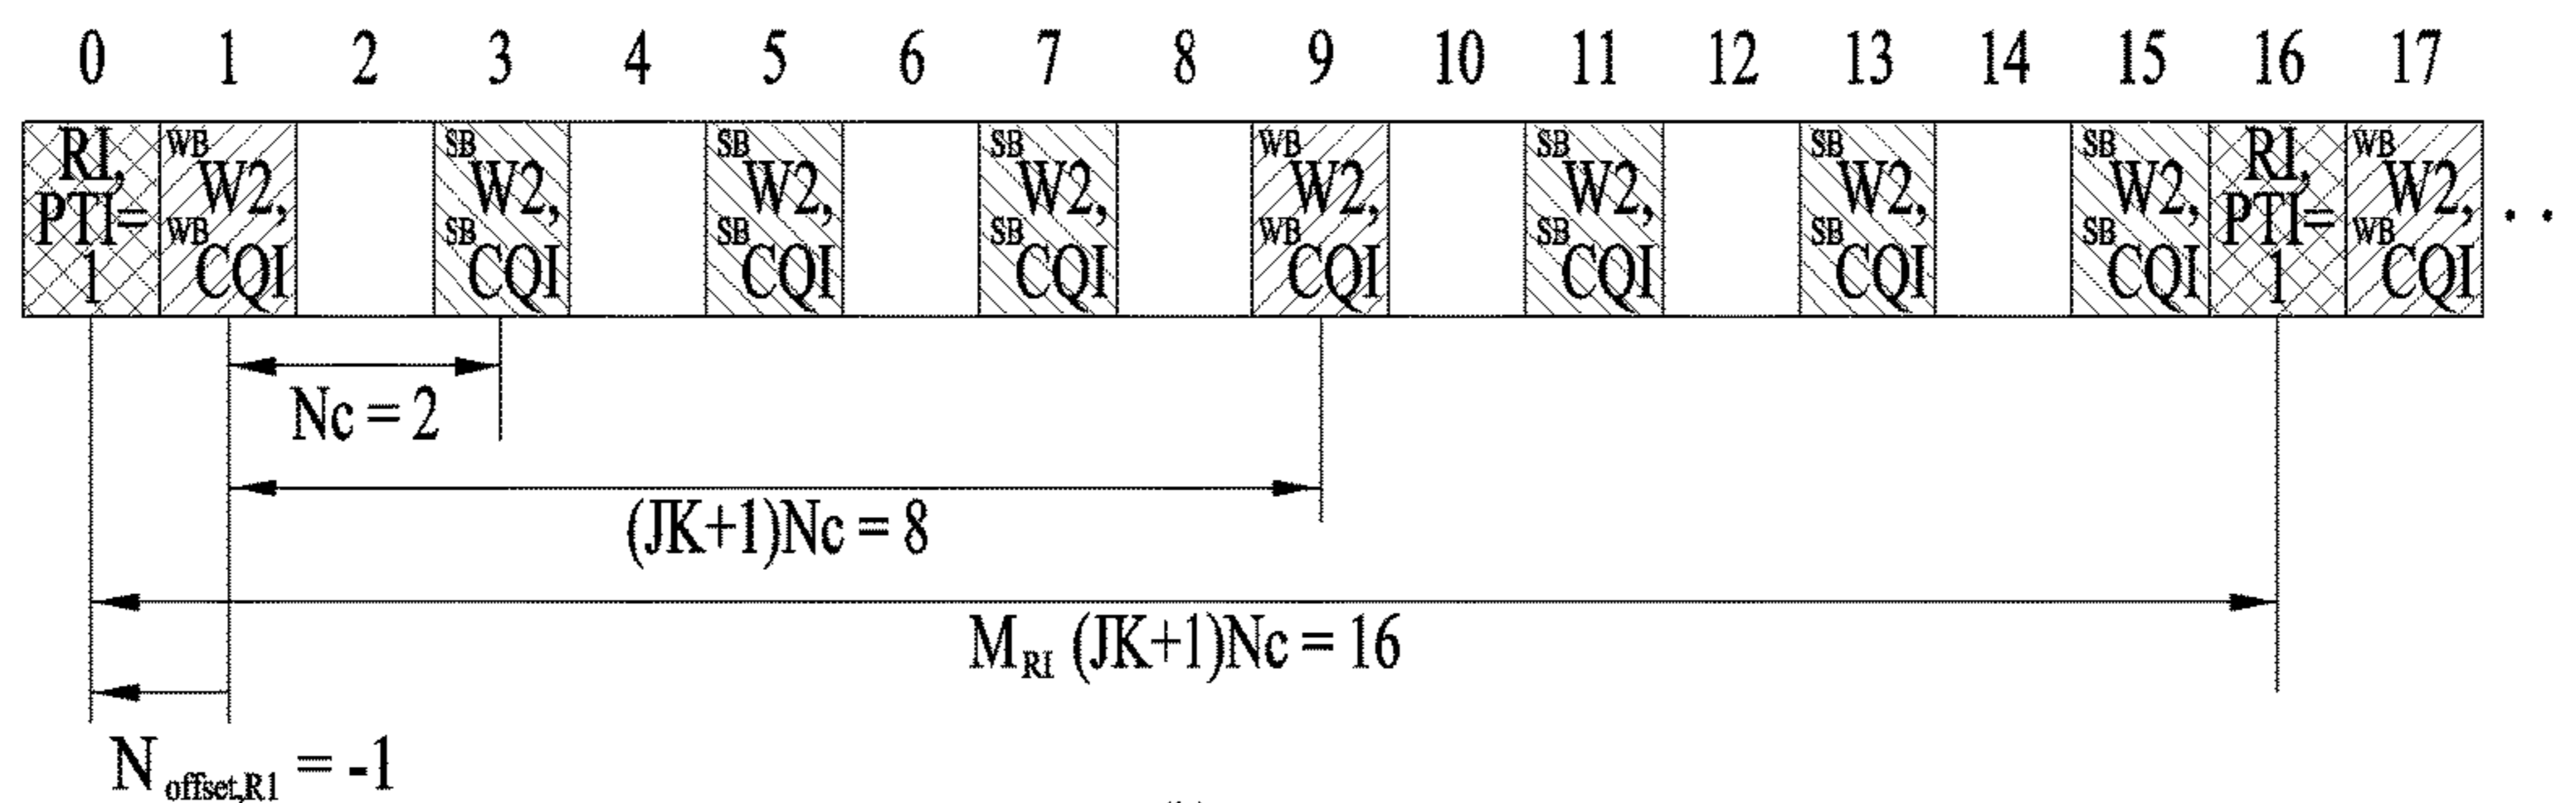 0 1 2 3 4 5 6 7 8 9 10 11 12 13 14 15 16 17
RI, PTI= 1
WB W2, WB CQI
SB W2, SB CQI
SB W2, SB CQI
SB W2, SB CQI
WB W2, WB CQI
SB W2, SB CQI
SB W2, SB CQI
SB W2, SB CQI
RI, PTI= 1
WB W2, WB CQI
. .
Nc = 2
(JK+1)Nc = 8
M_RI (JK+1)Nc = 16
N_offset,R1 = -1